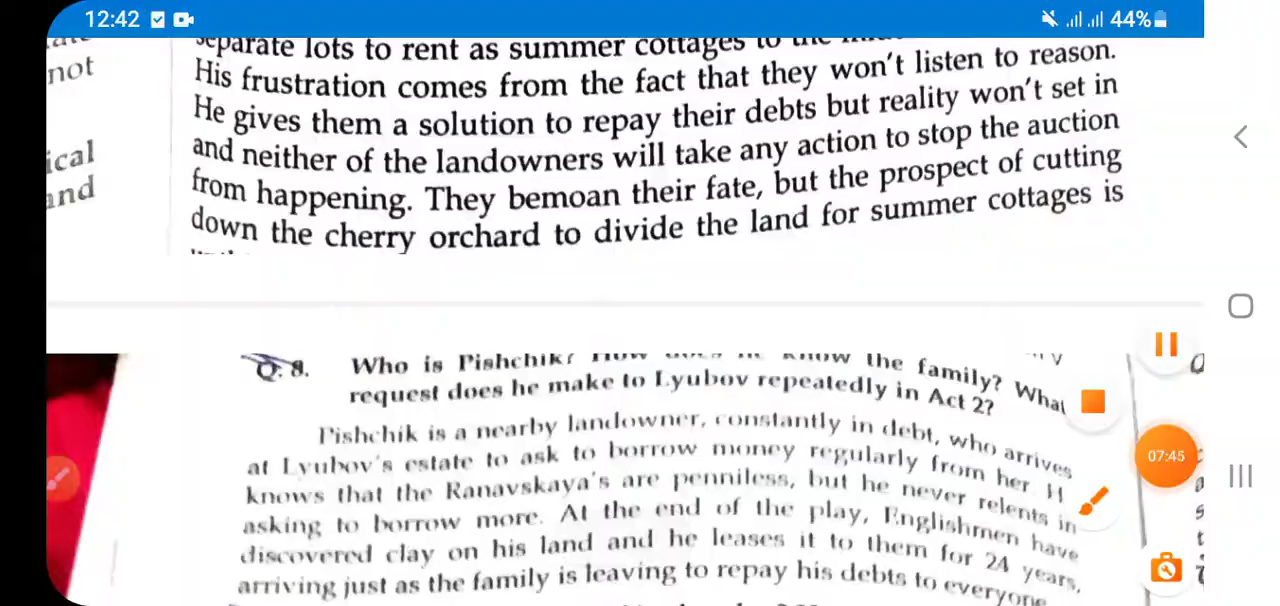 12:42
44%
not
ical
and
separate lots to rent as summer cottages to the
His frustration comes from the fact that they won't listen to reason.
He gives them a solution to repay their debts but reality won't set in
and neither of the landowners will take any action to stop the auction
from happening. They bemoan their fate, but the prospect of cutting
down the cherry orchard to divide the land for summer cottages is
Q. 8. Who is Pishchik? How does he know the family? What
request does he make to Lyubov repeatedly in Act 2?
Pishchik is a nearby landowner, constantly in debt, who arrives
at Lyubov's estate to ask to borrow money regularly from her. H
knows that the Ranavskaya's are penniless, but he never relents in
asking to borrow more. At the end of the play, Englishmen have
discovered clay on his land and he leases it to them for 24 years,
arriving just as the family is leaving to repay his debts to everyone
07:45